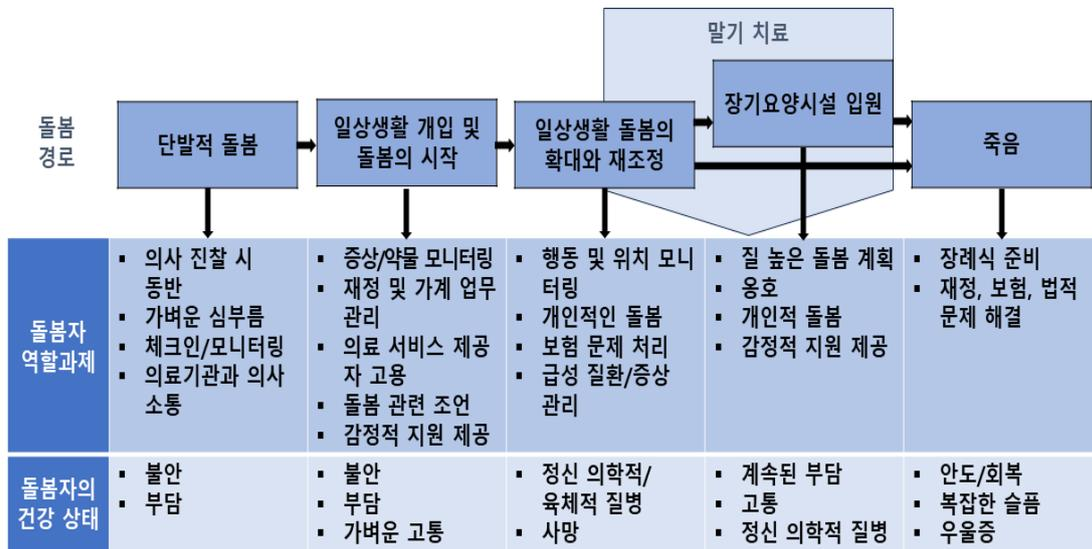 말기 치료
돌봄
경로
단발적 돌봄
일상생활 개입 및
돌봄의 시작
일상생활 돌봄의
확대와 재조정
장기요양시설 입원
죽음
돌봄자
역할과제
▪ 의사 진찰 시
동반
▪ 가벼운 심부름
▪ 체크인/모니터링
▪ 의료기관과 의사
소통
▪ 증상/약물 모니터링
▪ 재정 및 가계 업무
관리
▪ 의료 서비스 제공
자 고용
▪ 돌봄 관련 조언
▪ 감정적 지원 제공
▪ 행동 및 위치 모니
터링
▪ 개인적인 돌봄
▪ 보험 문제 처리
▪ 급성 질환/증상
관리
▪ 질 높은 돌봄 계획
▪ 옹호
▪ 개인적 돌봄
▪ 감정적 지원 제공
▪ 장례식 준비
▪ 재정, 보험, 법적
문제 해결
돌봄자의
건강 상태
▪ 불안
▪ 부담
▪ 불안
▪ 부담
▪ 가벼운 고통
▪ 정신 의학적/
육체적 질병
▪ 사망
▪ 계속된 부담
▪ 고통
▪ 정신 의학적 질병
▪ 안도/회복
▪ 복잡한 슬픔
▪ 우울증